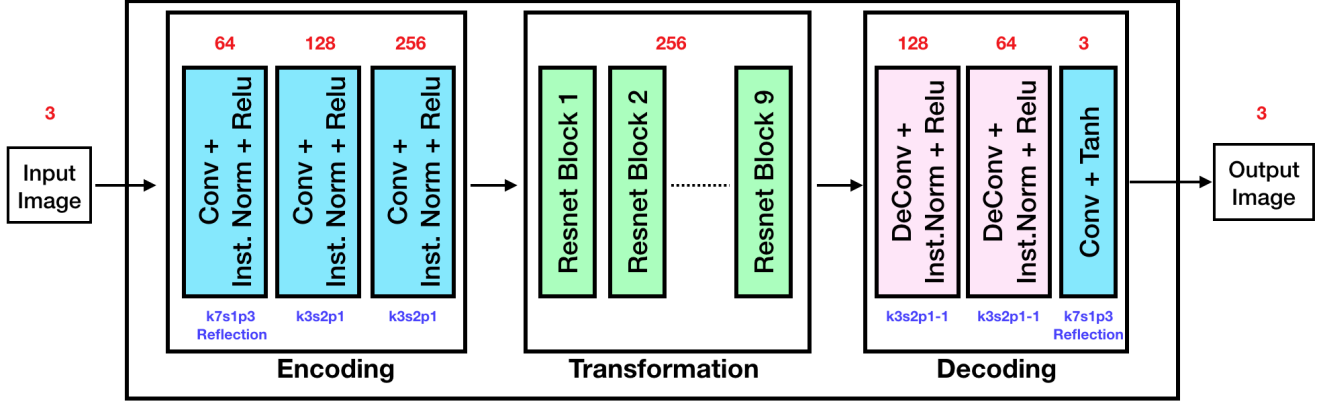 3
Input
Image
64
128
256
Conv +
Inst. Norm + Relu
Conv +
Inst. Norm + Relu
Conv +
Inst. Norm + Relu
k7s1p3
Reflection
k3s2p1
k3s2p1
Encoding
256
Resnet Block 1
Resnet Block 2
Resnet Block 9
Transformation
128
64
3
DeConv +
Inst.Norm + Relu
DeConv +
Inst.Norm + Relu
Conv + Tanh
k3s2p1-1
k3s2p1-1
k7s1p3
Reflection
Decoding
3
Output
Image